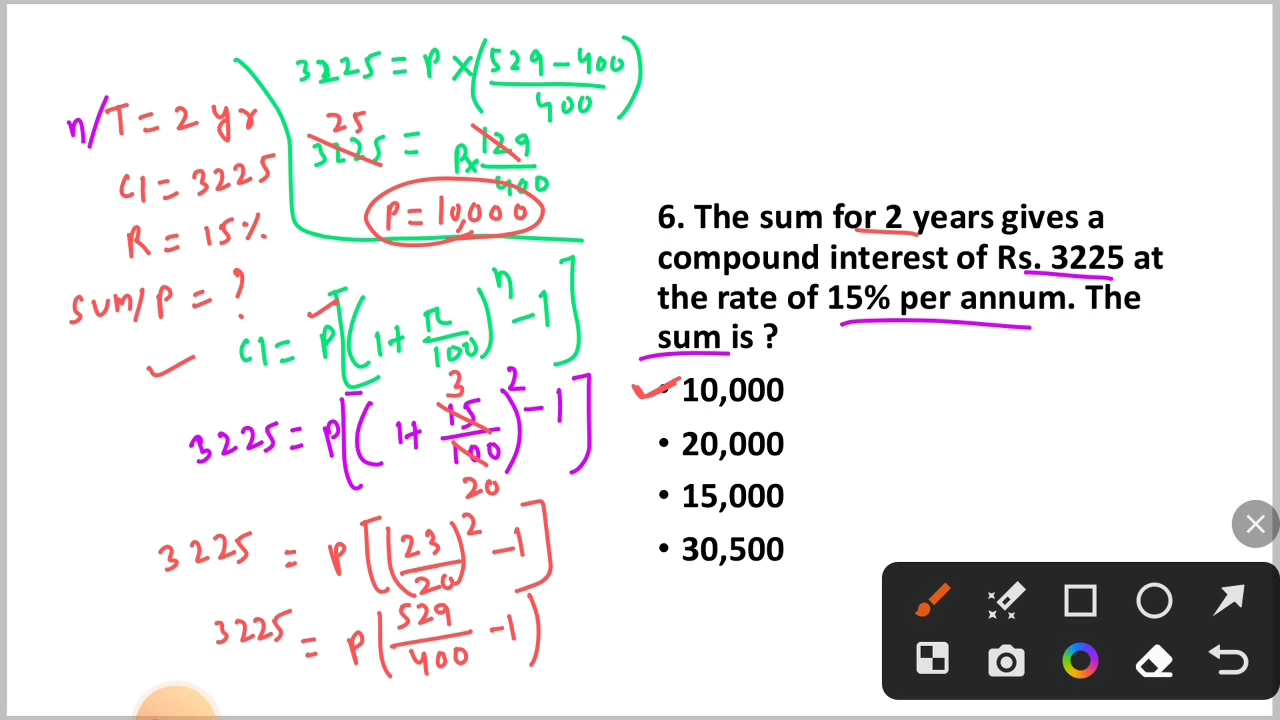 n/T = 2 yr
CI = 3225
R = 15%
SUM/P = ?
3225 = P × (529 - 400 / 400)
25
3225 = P× 129 / 400
P = 10,000
CI = P[(1 + r/100)^n - 1]
3
3225 = P[(1 + 15/100)^2 - 1]
20
3225 = P[(23/20)^2 - 1]
3225 = P(529/400 - 1)
6. The sum for 2 years gives a
compound interest of Rs. 3225 at
the rate of 15% per annum. The
sum is ?
• 10,000
• 20,000
• 15,000
• 30,500